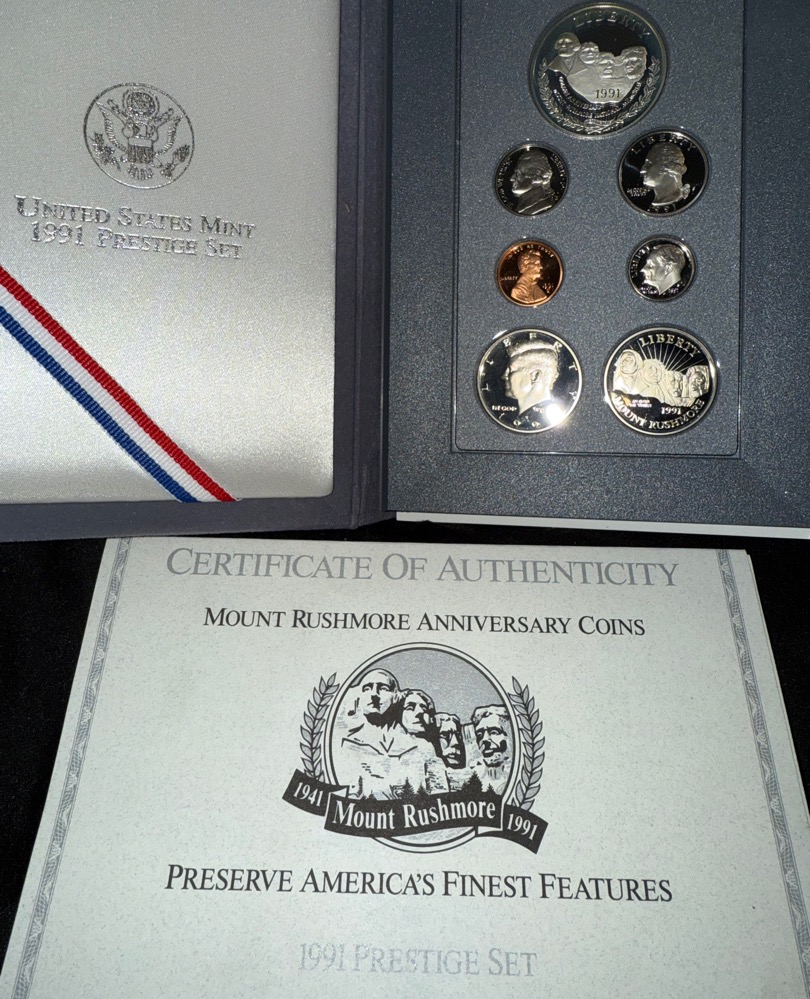 UNITED STATES MINT
1991 PRESTIGE SET
LIBERTY
1991
LIBERTY
LIBERTY
LIBERTY
MOUNT RUSHMORE
1991
CERTIFICATE OF AUTHENTICITY
MOUNT RUSHMORE ANNIVERSARY COINS
1941 Mount Rushmore 1991
PRESERVE AMERICA'S FINEST FEATURES
1991 PRESTIGE SET